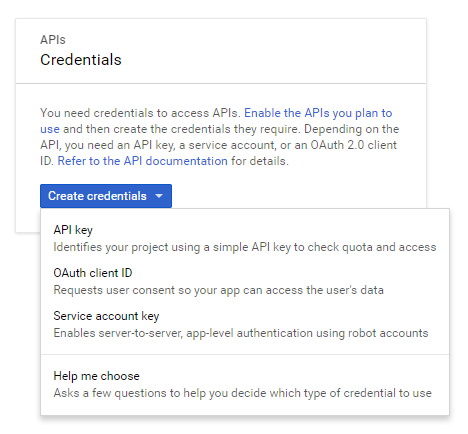 APIs
Credentials
You need credentials to access APIs. Enable the APIs you plan to
use and then create the credentials they require. Depending on the
API, you need an API key, a service account, or an OAuth 2.0 client
ID. Refer to the API documentation for details.
Create credentials
API key
Identifies your project using a simple API key to check quota and access
OAuth client ID
Requests user consent so your app can access the user's data
Service account key
Enables server-to-server, app-level authentication using robot accounts
Help me choose
Asks a few questions to help you decide which type of credential to use